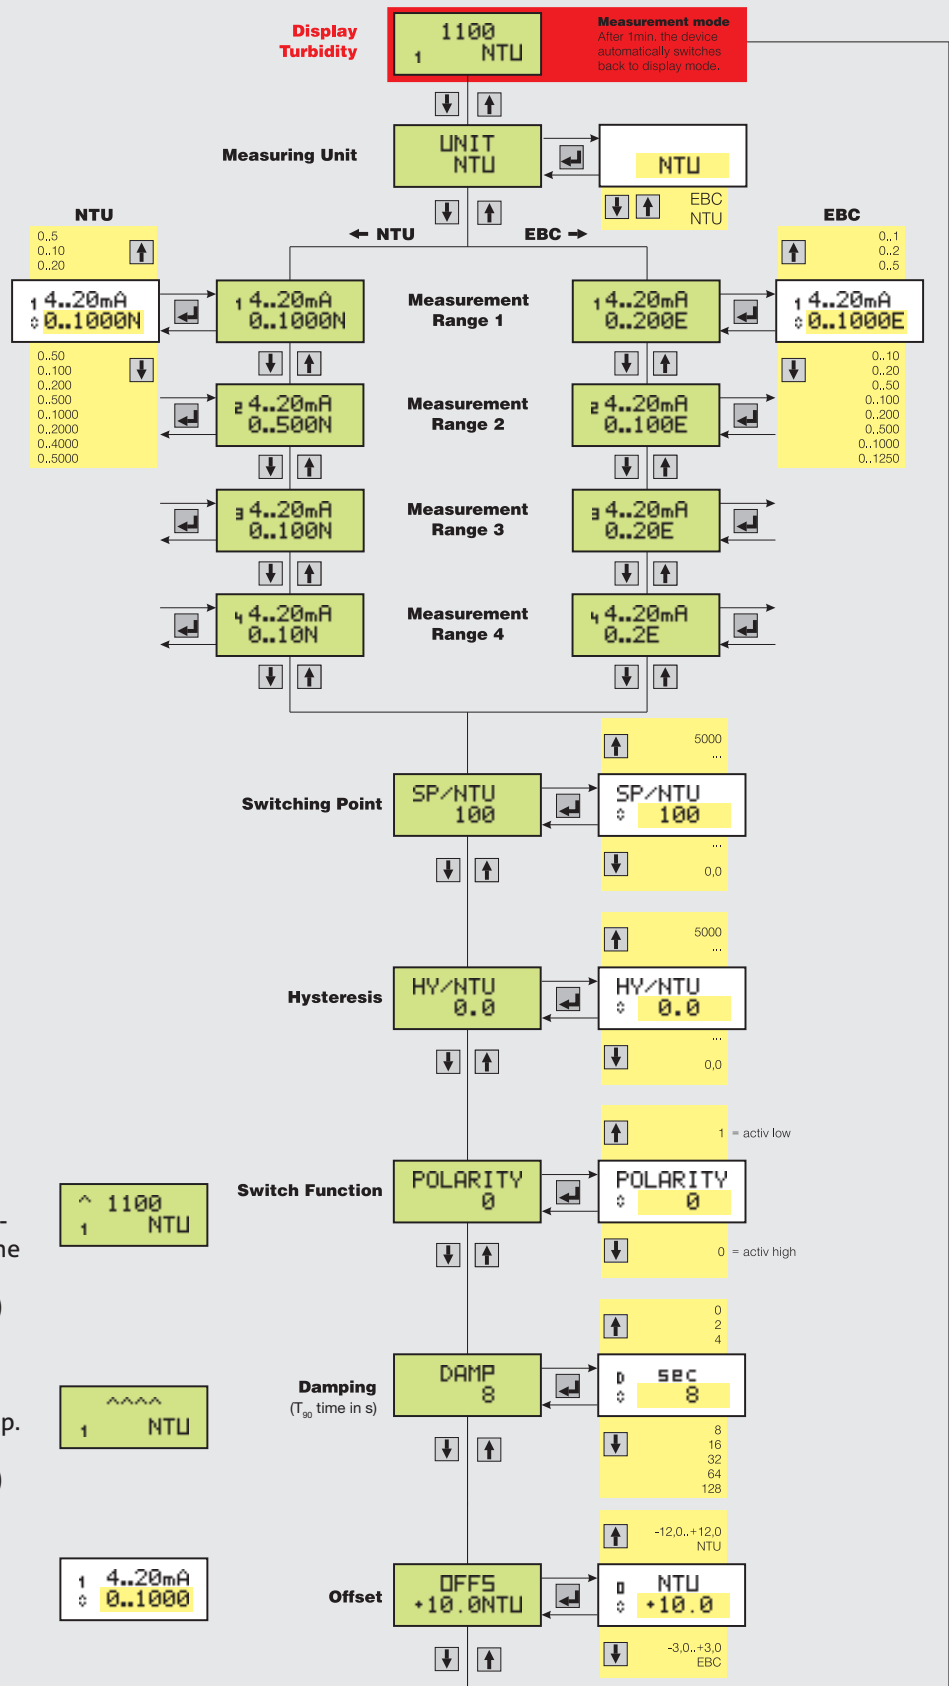 Display
Turbidity
1100
1 NTU
Measurement mode
After 1min. the device
automatically switches
back to display mode.
Measuring Unit
UNIT
NTU
NTU
EBC
NTU
NTU
← NTU
EBC →
EBC
0..5
0..10
0..20
1 4..20mA
0..1000N
0..50
0..100
0..200
0..500
0..1000
0..2000
0..4000
0..5000
1 4..20mA
0..1000N
Measurement
Range 1
1 4..20mA
0..200E
0..1
0..2
0..5
1 4..20mA
0..1000E
0..10
0..20
0..50
0..100
0..200
0..500
0..1000
0..1250
2 4..20mA
0..500N
Measurement
Range 2
2 4..20mA
0..100E
3 4..20mA
0..100N
Measurement
Range 3
3 4..20mA
0..20E
4 4..20mA
0..10N
Measurement
Range 4
4 4..20mA
0..2E
Switching Point
SP/NTU
100
5000
...
SP/NTU
100
...
0,0
Hysteresis
HY/NTU
0.0
5000
...
HY/NTU
0.0
...
0,0
Switch Function
POLARITY
0
1 = activ low
POLARITY
0
0 = activ high
^ 1100
1 NTU
-
ne
)
Damping
(T90 time in s)
DAMP
8
0
2
4
D sec
8
8
16
32
64
128
^^^^
1 NTU
p.
)
Offset
OFFS
+10.0NTU
-12,0..+12,0
NTU
O NTU
+10.0
-3,0..+3,0
EBC
1 4..20mA
0..1000